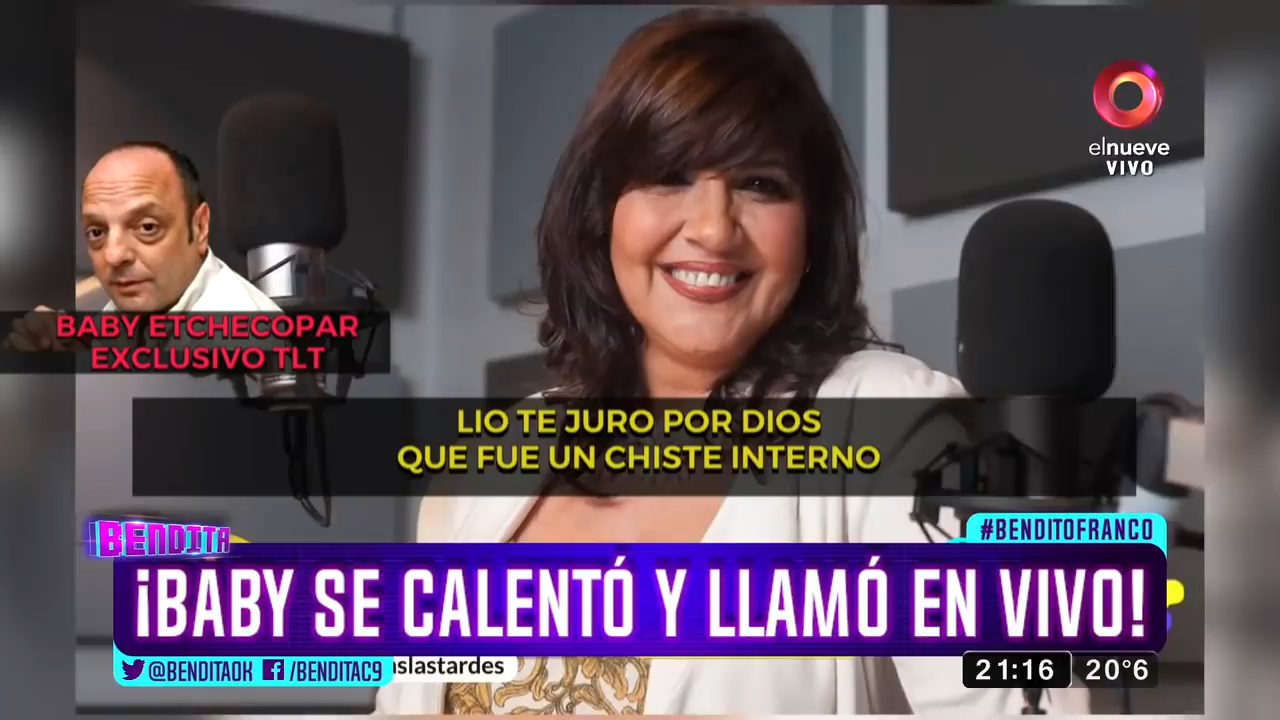 elnueve
VIVO
BABY ETCHECOPAR
EXCLUSIVO TLT
LIO TE JURO POR DIOS
QUE FUE UN CHISTE INTERNO
BENDITA
#BENDITOFRANCO
¡BABY SE CALENTÓ Y LLAMÓ EN VIVO!
@BENDITAOK /BENDITAC9
aslastardes
21:16 20°6